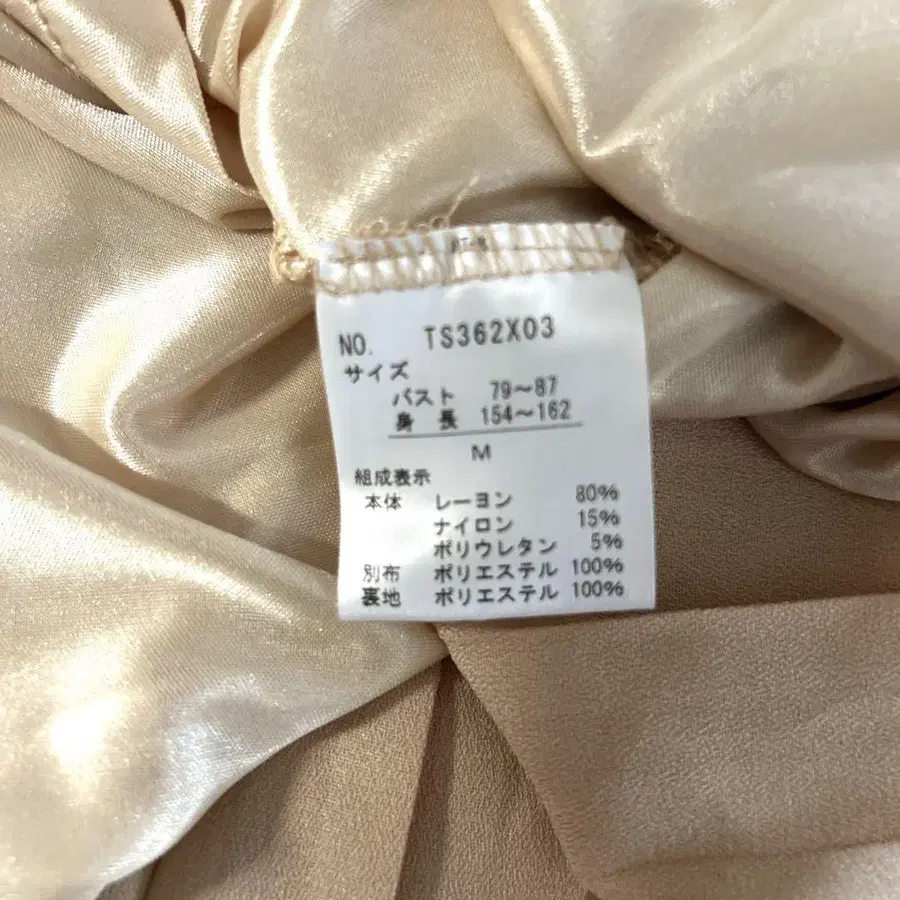 NO. TS362X03
サイズ
バスト 79～87
身長 154～162
M
組成表示
本体 レーヨン 80%
ナイロン 15%
ポリウレタン 5%
別布 ポリエステル 100%
裏地 ポリエステル 100%